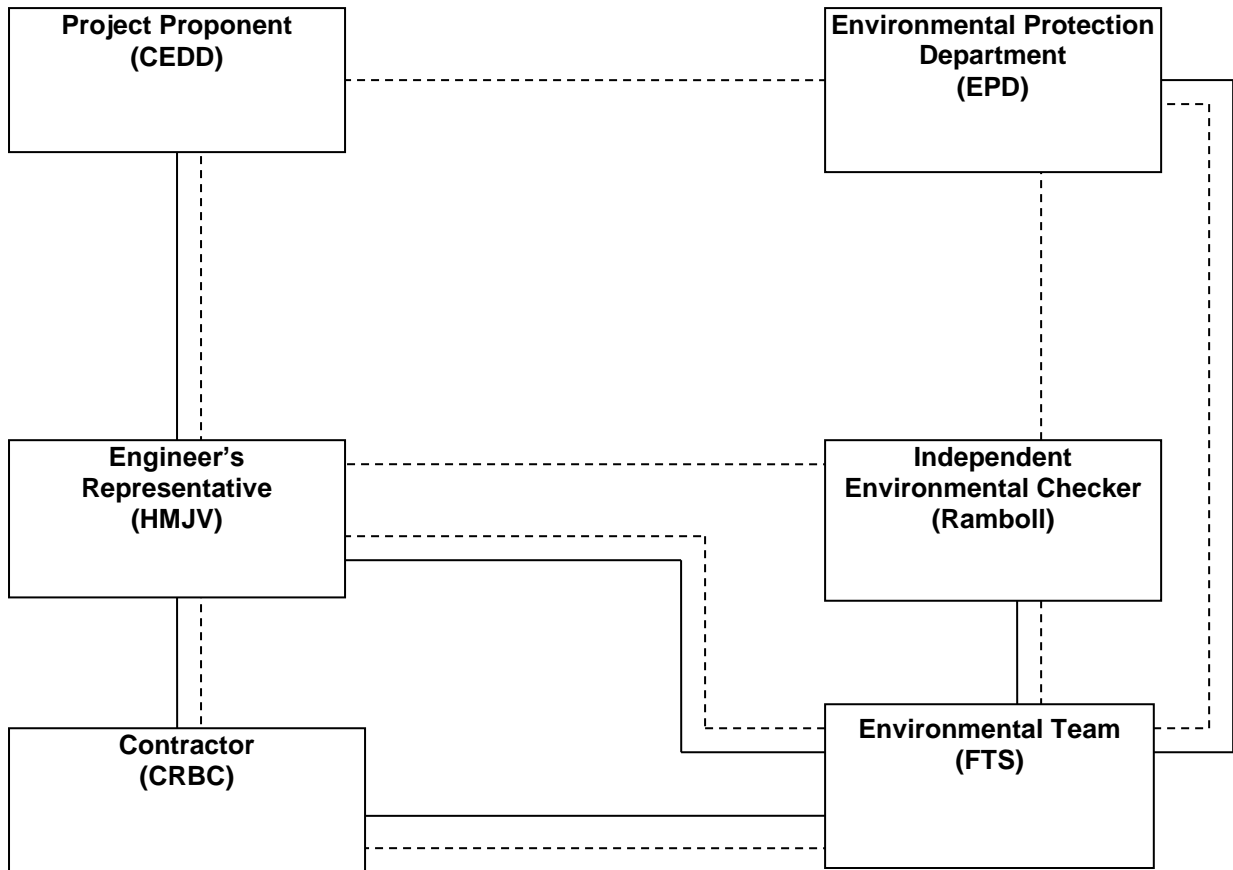 Project Proponent
(CEDD)
Environmental Protection
Department
(EPD)
Engineer’s
Representative
(HMJV)
Independent
Environmental Checker
(Ramboll)
Contractor
(CRBC)
Environmental Team
(FTS)